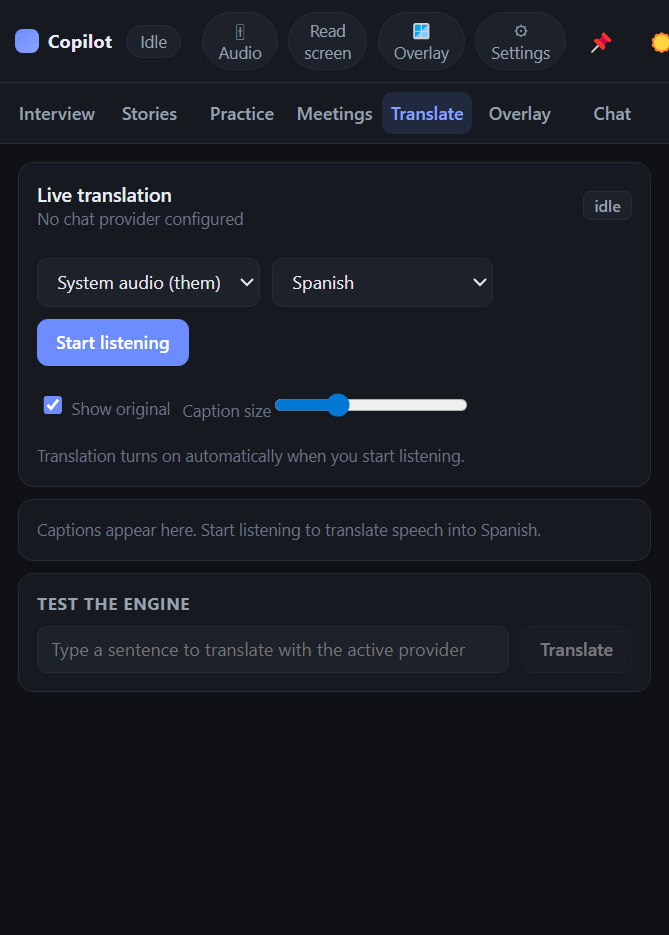 Copilot
Idle
Audio
Read
screen
Overlay
Settings
Interview
Stories
Practice
Meetings
Translate
Overlay
Chat
Live translation
No chat provider configured
idle
System audio (them)
Spanish
Start listening
Show original
Caption size
Translation turns on automatically when you start listening.
Captions appear here. Start listening to translate speech into Spanish.
TEST THE ENGINE
Type a sentence to translate with the active provider
Translate